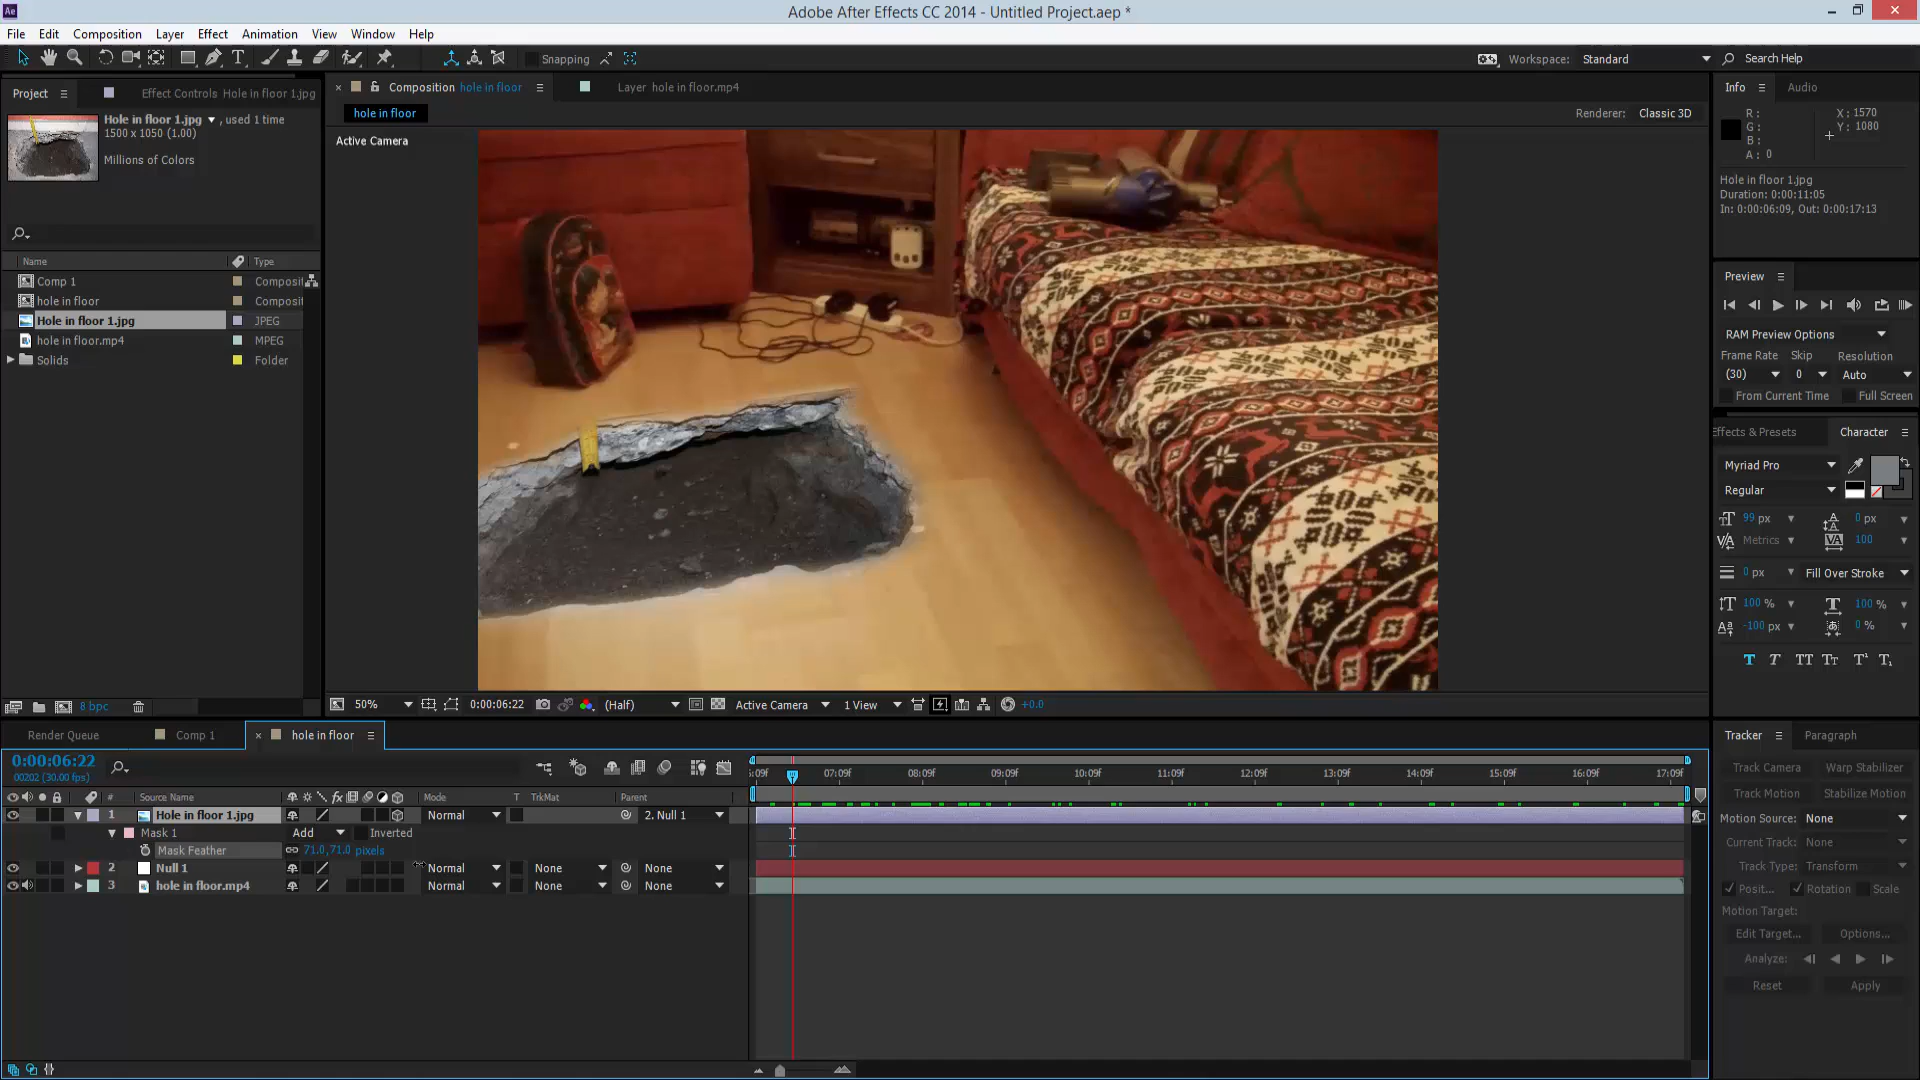 Adobe After Effects CC 2014 - Untitled Project.aep *
File Edit Composition Layer Effect Animation View Window Help
Snapping
Workspace: Standard
Search Help
Project
Effect Controls Hole in floor 1.jpg
Hole in floor 1.jpg , used 1 time
1500 x 1050 (1.00)
Millions of Colors
Name Type
Comp 1 Composit
hole in floor Composit
Hole in floor 1.jpg JPEG
hole in floor.mp4 MPEG
Solids Folder
8 bpc
Composition hole in floor
Layer hole in floor.mp4
hole in floor
Renderer: Classic 3D
Active Camera
50%
0:00:06:22
(Half)
Active Camera
1 View
+0.0
Info Audio
R : X : 1570
G : Y : 1080
B :
A : 0
Hole in floor 1.jpg
Duration: 0:00:11:05
In: 0:00:06:09, Out: 0:00:17:13
Preview
RAM Preview Options
Frame Rate Skip Resolution
(30) 0 Auto
From Current Time Full Screen
Effects & Presets Character
Myriad Pro
Regular
99 px 0 px
Metrics 100
0 px Fill Over Stroke
100 % 100 %
-100 px 0 %
Render Queue Comp 1 hole in floor
0:00:06:22
00202 (30.00 fps)
# Source Name Mode T TrkMat Parent
1 Hole in floor 1.jpg Normal 2. Null 1
Mask 1 Add Inverted
Mask Feather 71.0,71.0 pixels
2 Null 1 Normal None None
3 hole in floor.mp4 Normal None None
5:09f 07:09f 08:09f 09:09f 10:09f 11:09f 12:09f 13:09f 14:09f 15:09f 16:09f 17:09f
Tracker Paragraph
Track Camera Warp Stabilizer
Track Motion Stabilize Motion
Motion Source: None
Current Track: None
Track Type: Transform
Posit... Rotation Scale
Motion Target:
Edit Target... Options...
Analyze:
Reset Apply